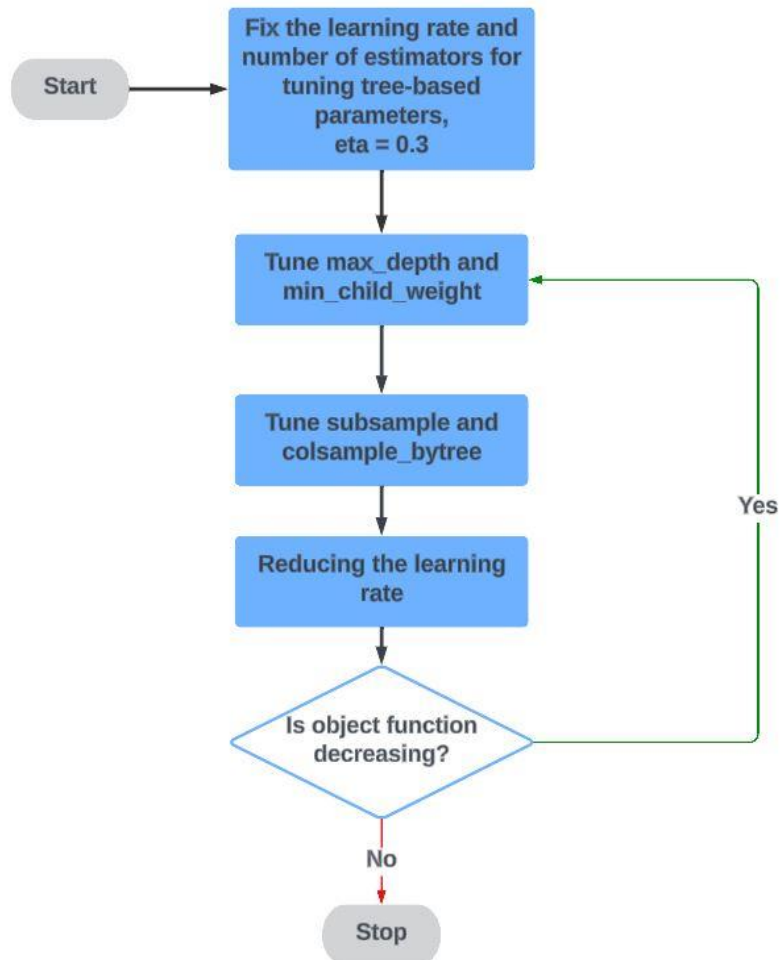 Start
Fix the learning rate and
number of estimators for
tuning tree-based
parameters,
eta = 0.3
Tune max_depth and
min_child_weight
Tune subsample and
colsample_bytree
Reducing the learning
rate
Is object function
decreasing?
Yes
No
Stop